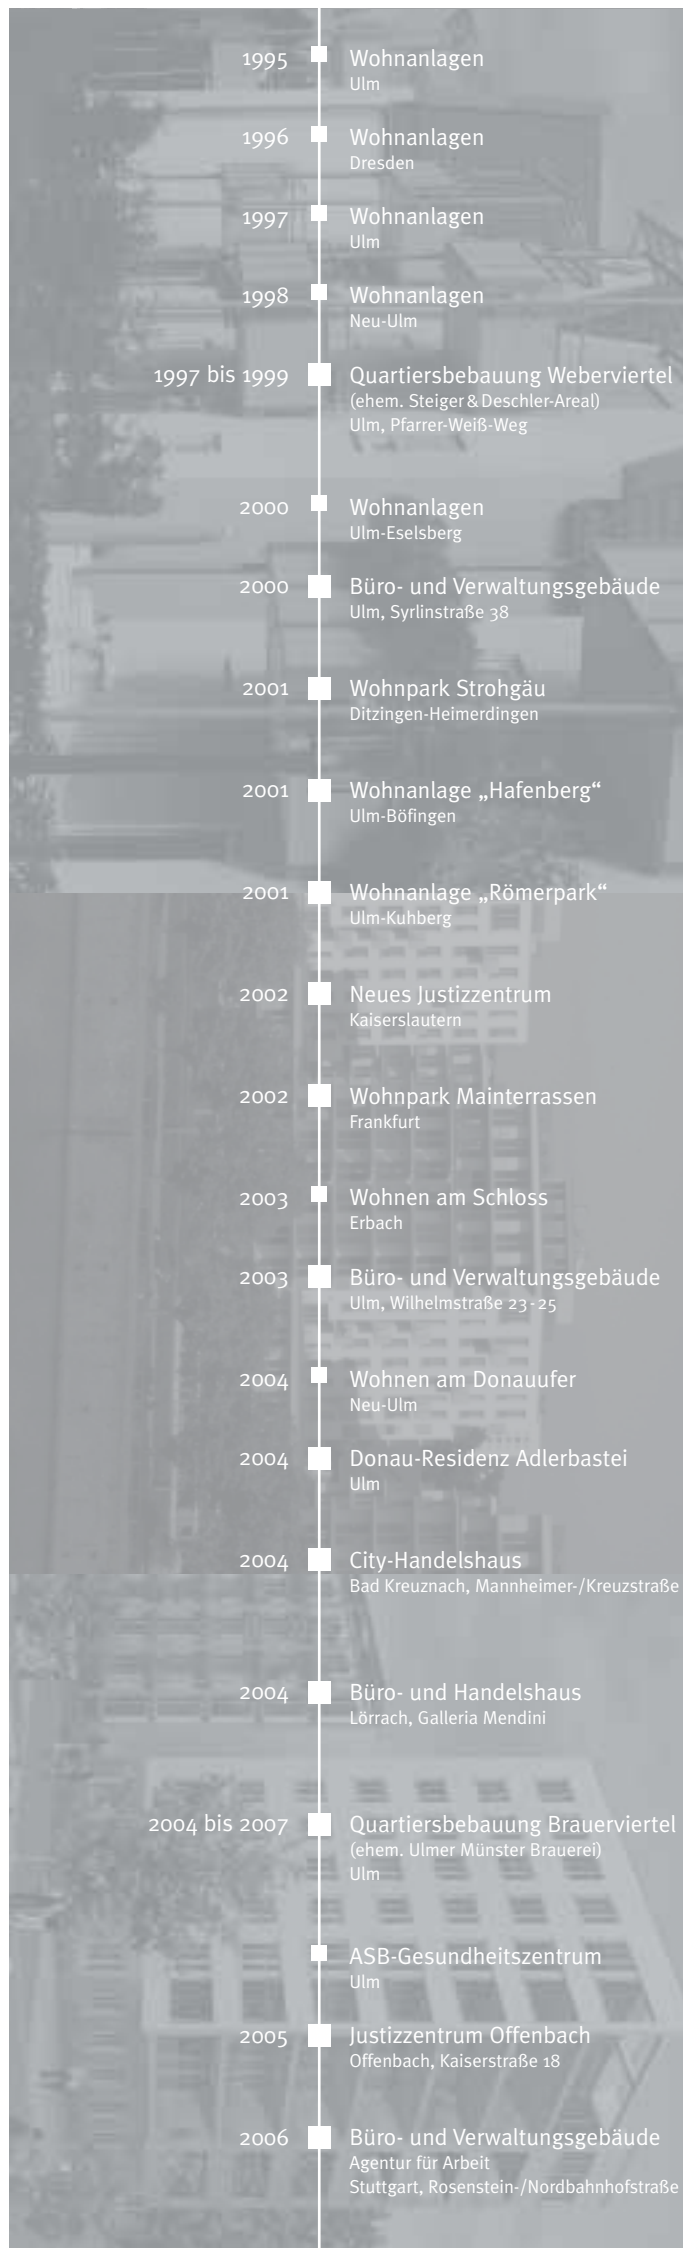 1995 Wohnanlagen
Ulm
1996 Wohnanlagen
Dresden
1997 Wohnanlagen
Ulm
1998 Wohnanlagen
Neu-Ulm
1997 bis 1999 Quartiersbebauung Weberviertel
(ehem. Steiger & Deschler-Areal)
Ulm, Pfarrer-Weiß-Weg
2000 Wohnanlagen
Ulm-Eselsberg
2000 Büro- und Verwaltungsgebäude
Ulm, Syrlinstraße 38
2001 Wohnpark Strohgäu
Ditzingen-Heimerdingen
2001 Wohnanlage „Hafenberg“
Ulm-Böfingen
2001 Wohnanlage „Römerpark“
Ulm-Kuhberg
2002 Neues Justizzentrum
Kaiserslautern
2002 Wohnpark Mainterrassen
Frankfurt
2003 Wohnen am Schloss
Erbach
2003 Büro- und Verwaltungsgebäude
Ulm, Wilhelmstraße 23-25
2004 Wohnen am Donauufer
Neu-Ulm
2004 Donau-Residenz Adlerbastei
Ulm
2004 City-Handelshaus
Bad Kreuznach, Mannheimer-/Kreuzstraße
2004 Büro- und Handelshaus
Lörrach, Galleria Mendini
2004 bis 2007 Quartiersbebauung Brauerviertel
(ehem. Ulmer Münster Brauerei)
Ulm
ASB-Gesundheitszentrum
Ulm
2005 Justizzentrum Offenbach
Offenbach, Kaiserstraße 18
2006 Büro- und Verwaltungsgebäude
Agentur für Arbeit
Stuttgart, Rosenstein-/Nordbahnhofstraße